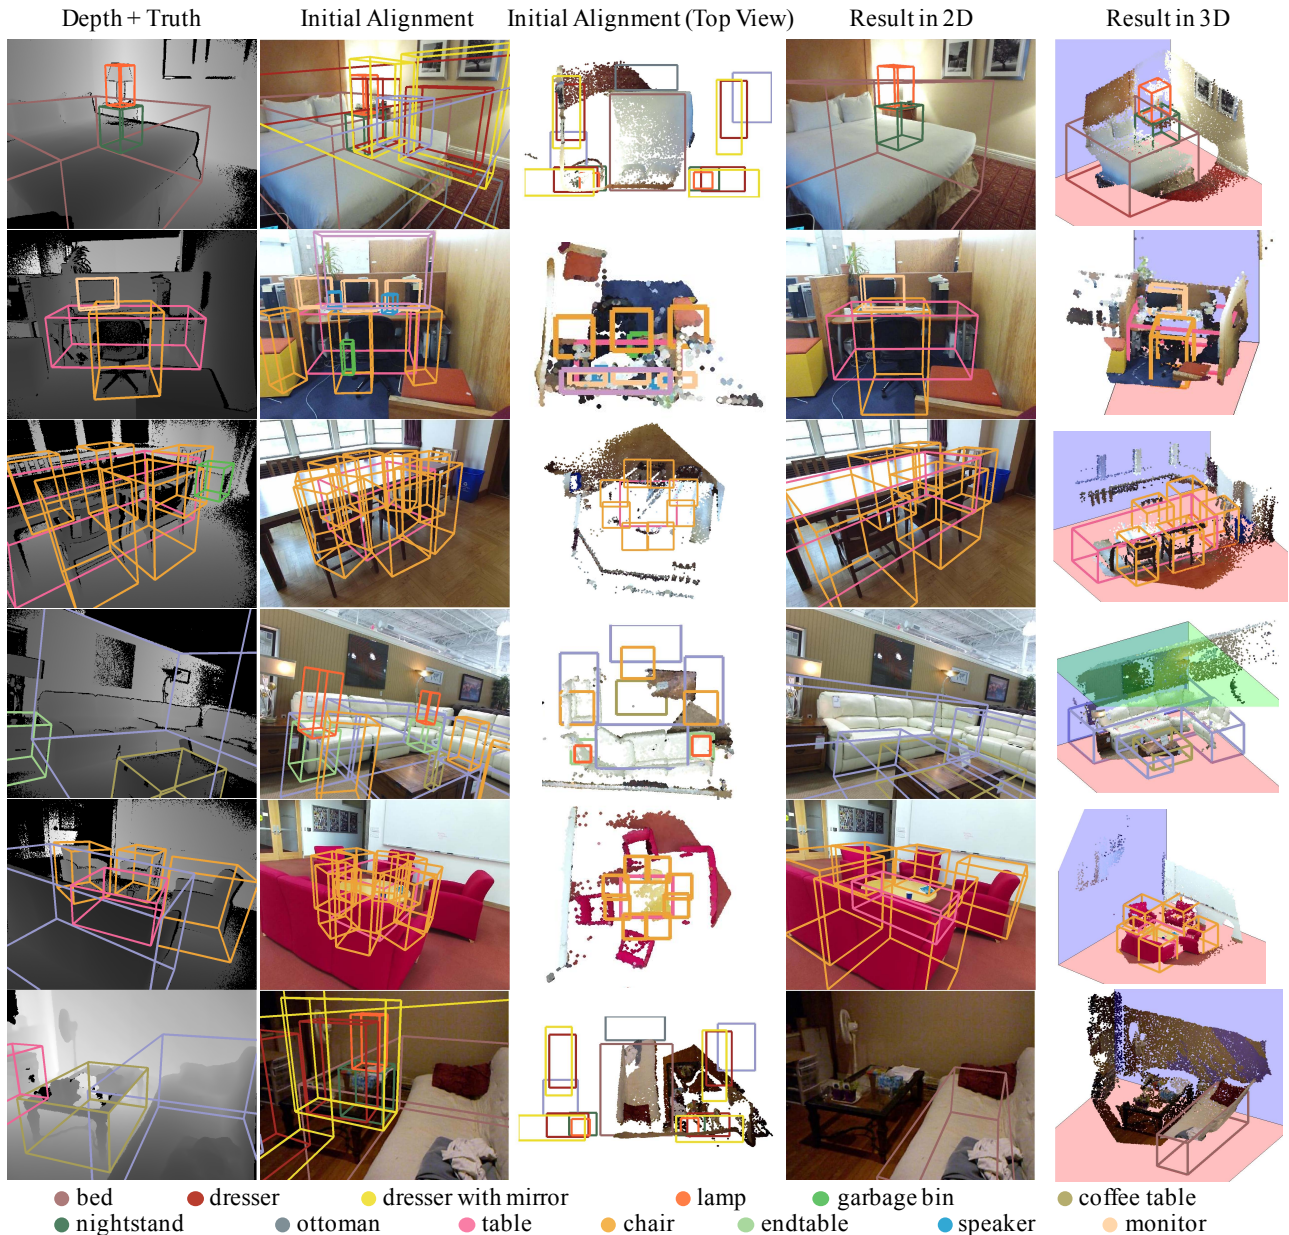 Depth + Truth Initial Alignment Initial Alignment (Top View) Result in 2D Result in 3D
bed dresser dresser with mirror lamp garbage bin coffee table
nightstand ottoman table chair endtable speaker monitor